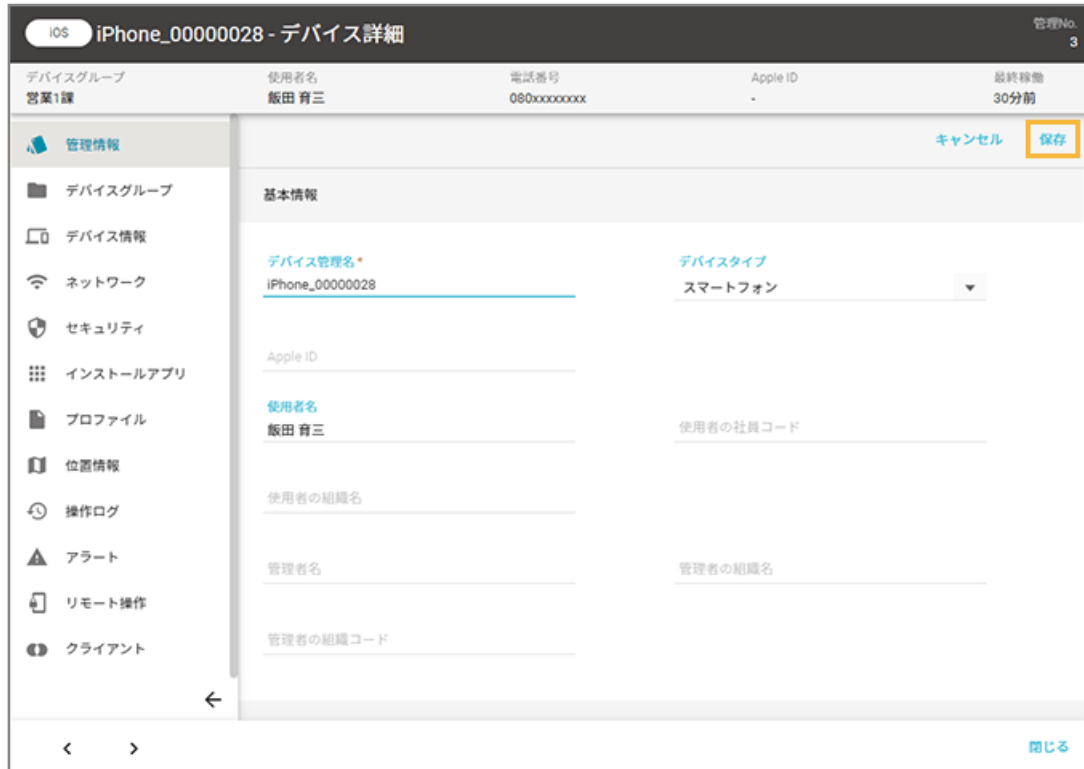 iOS iPhone_00000028 - デバイス詳細
管理No.
3
デバイスグループ 使用者名 電話番号 Apple ID 最終稼働
営業1課 飯田 育三 080xxxxxxxx - 30分前
管理情報
デバイスグループ
デバイス情報
ネットワーク
セキュリティ
インストールアプリ
プロファイル
位置情報
操作ログ
アラート
リモート操作
クライアント
キャンセル 保存
基本情報
デバイス管理名* デバイスタイプ
iPhone_00000028 スマートフォン
Apple ID
使用者名
飯田 育三 使用者の社員コード
使用者の組織名
管理者名 管理者の組織名
管理者の組織コード
閉じる